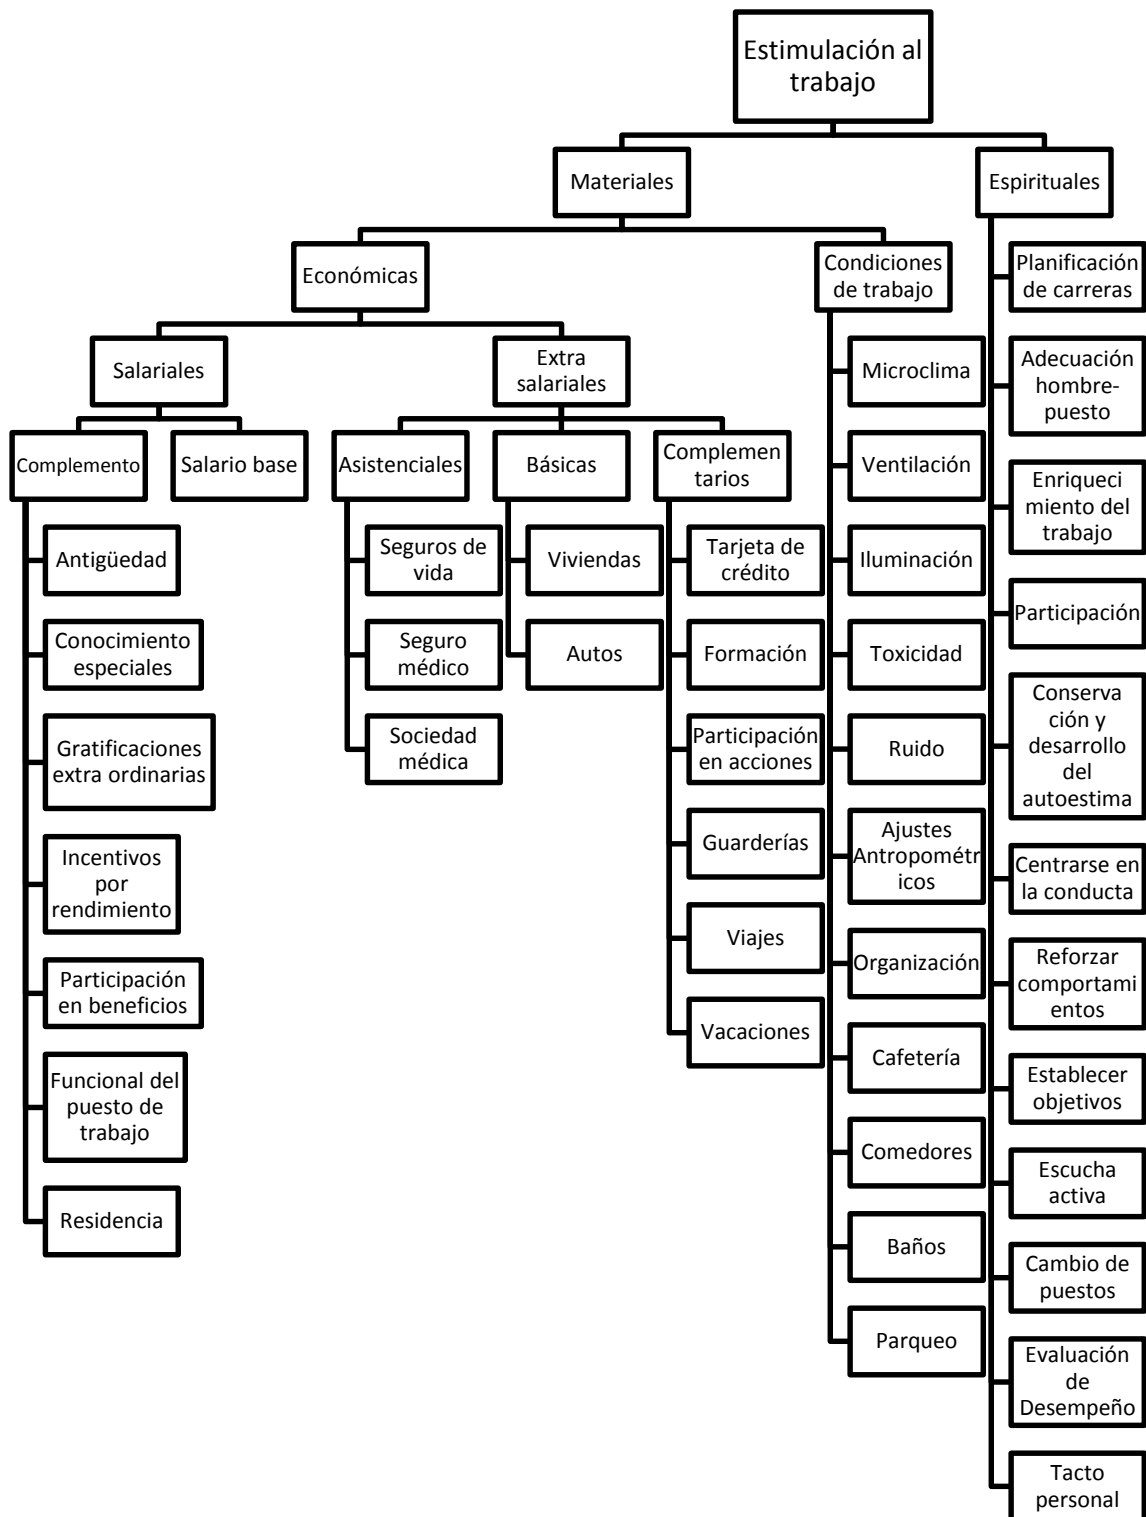 Estimulación al
trabajo
Materiales
Espirituales
Económicas
Condiciones
de trabajo
Salariales
Extra
salariales
Complemento
Salario base
Antigüedad
Conocimiento
especiales
Gratificaciones
extra ordinarias
Incentivos
por
rendimiento
Participación
en beneficios
Funcional del
puesto de
trabajo
Residencia
Asistenciales
Seguros de
vida
Seguro
médico
Sociedad
médica
Básicas
Viviendas
Autos
Complemen
tarios
Tarjeta de
crédito
Formación
Participación
en acciones
Guarderías
Viajes
Vacaciones
Microclima
Ventilación
Iluminación
Toxicidad
Ruido
Ajustes
Antropométr
icos
Organización
Cafetería
Comedores
Baños
Parqueo
Planificación
de carreras
Adecuación
hombre-
puesto
Enriqueci
miento del
trabajo
Participación
Conserva
ación y
desarrollo
del
autoestima
Centrarse en
la conducta
Reforzar
comportami
entos
Establecer
objetivos
Escucha
activa
Cambio de
puestos
Evaluación
de
Desempeño
Tacto
personal